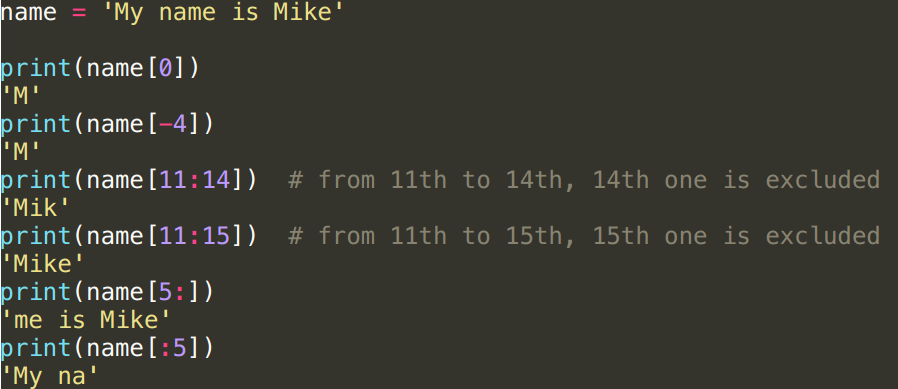 name = 'My name is Mike'
print(name[0])
'M'
print(name[-4])
'M'
print(name[11:14])  # from 11th to 14th, 14th one is excluded
'Mik'
print(name[11:15])  # from 11th to 15th, 15th one is excluded
'Mike'
print(name[5:])
'me is Mike'
print(name[:5])
'My na'